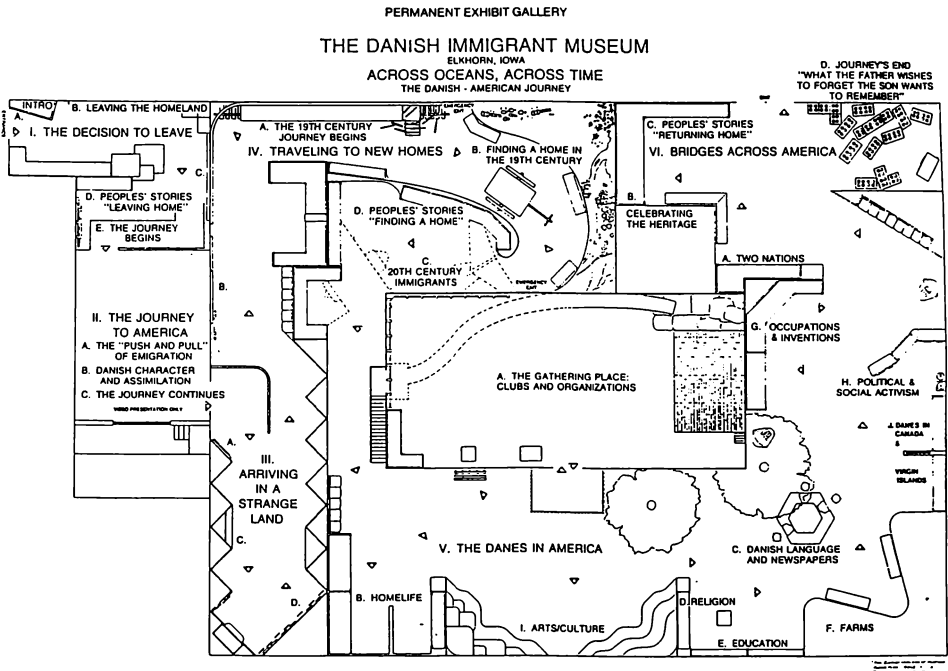 PERMANENT EXHIBIT GALLERY
THE DANISH IMMIGRANT MUSEUM
ELKHORN, IOWA
ACROSS OCEANS, ACROSS TIME
THE DANISH - AMERICAN JOURNEY
INTRO
A.
I. THE DECISION TO LEAVE
B. LEAVING THE HOMELAND
C.
D. PEOPLES' STORIES
"LEAVING HOME"
E. THE JOURNEY
BEGINS
II. THE JOURNEY
TO AMERICA
A. THE "PUSH AND PULL"
OF EMIGRATION
B. DANISH CHARACTER
AND ASSIMILATION
C. THE JOURNEY CONTINUES
VIDEO PRESENTATION ONLY
B.
A.
III.
ARRIVING
IN A
STRANGE
LAND
C.
D.
A. THE 19TH CENTURY
JOURNEY BEGINS
IV. TRAVELING TO NEW HOMES
EMERGENCY
EXIT
B. FINDING A HOME IN
THE 19TH CENTURY
D. PEOPLES' STORIES
"FINDING A HOME"
C.
20TH CENTURY
IMMIGRANTS
EMERGENCY
EXIT
A. THE GATHERING PLACE:
CLUBS AND ORGANIZATIONS
V. THE DANES IN AMERICA
B. HOMELIFE
I. ARTS/CULTURE
D. RELIGION
E. EDUCATION
F. FARMS
C. DANISH LANGUAGE
AND NEWSPAPERS
G. OCCUPATIONS
& INVENTIONS
H. POLITICAL &
SOCIAL ACTIVISM
J. DANES IN
CANADA
&
VIRGIN
ISLANDS
D. JOURNEY'S END
"WHAT THE FATHER WISHES
TO FORGET THE SON WANTS
TO REMEMBER"
C. PEOPLES' STORIES
"RETURNING HOME"
VI. BRIDGES ACROSS AMERICA
B.
CELEBRATING
THE HERITAGE
A. TWO NATIONS